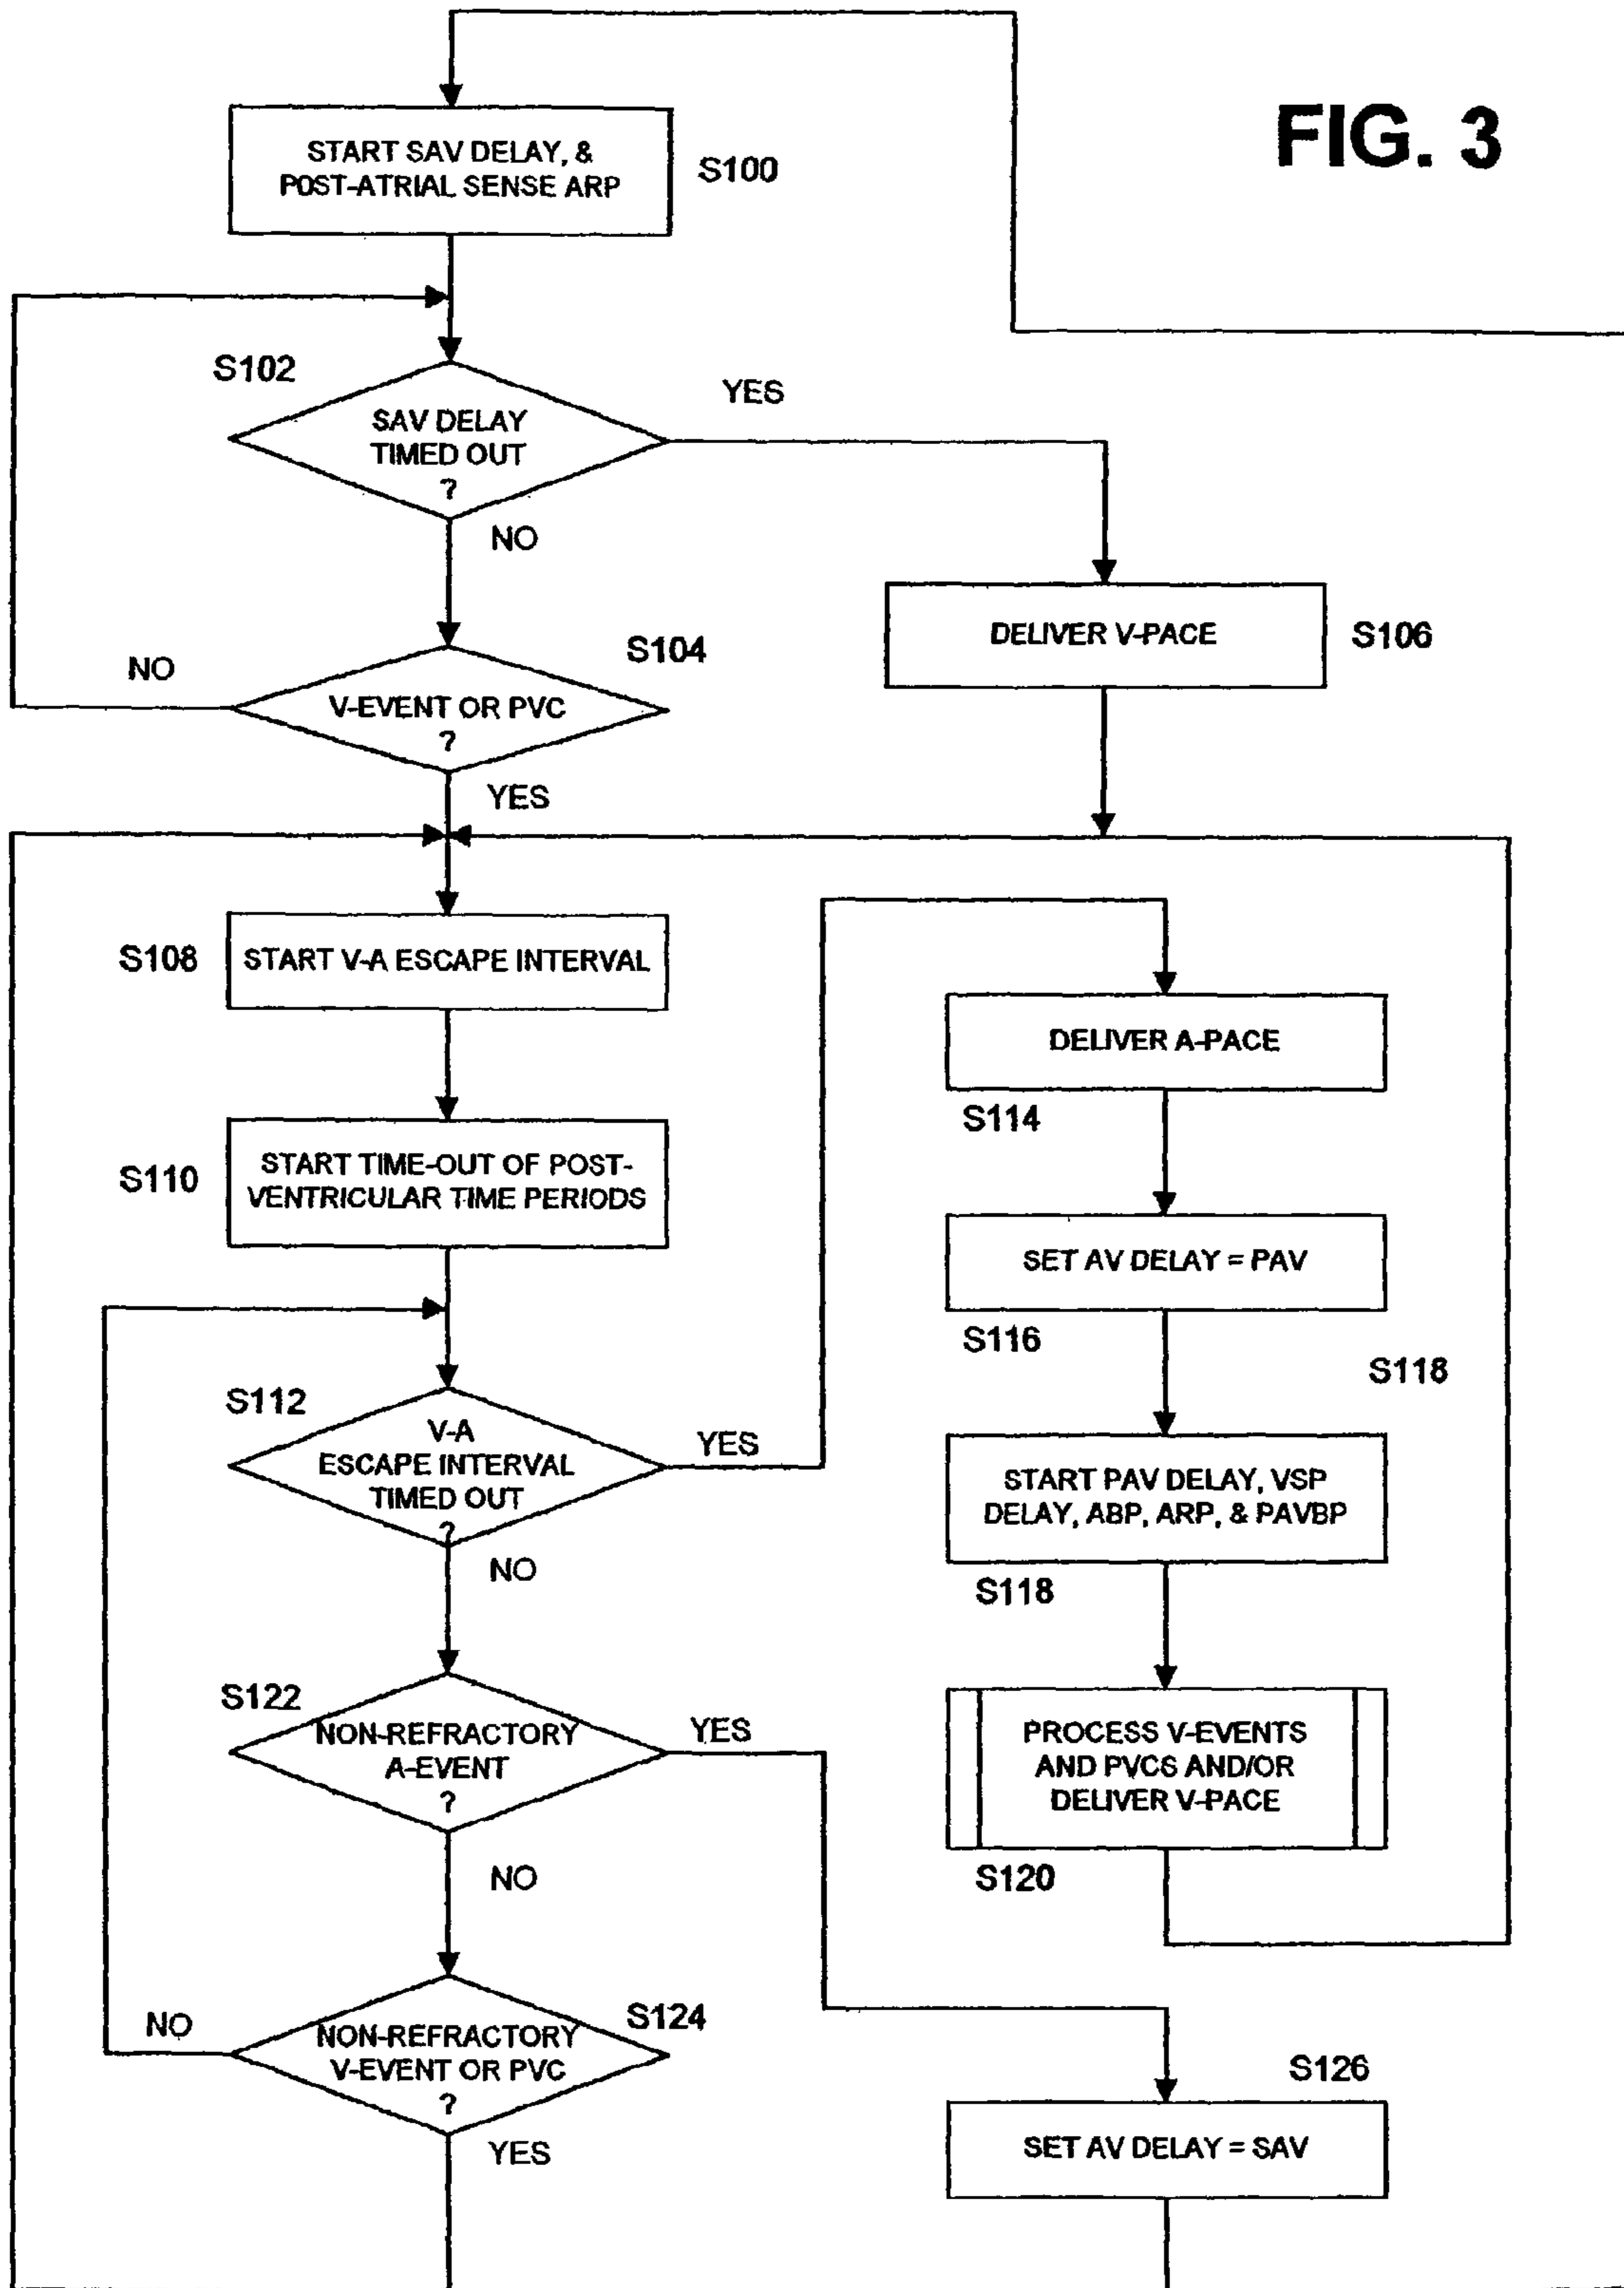 FIG. 3
START SAV DELAY, &
POST-ATRIAL SENSE ARP
S100
S102
SAV DELAY
TIMED OUT
?
YES
NO
S104
V-EVENT OR PVC
?
NO
YES
DELIVER V-PACE
S106
S108
START V-A ESCAPE INTERVAL
S110
START TIME-OUT OF POST-
VENTRICULAR TIME PERIODS
S112
V-A
ESCAPE INTERVAL
TIMED OUT
?
YES
NO
DELIVER A-PACE
S114
SET AV DELAY = PAV
S116
S118
START PAV DELAY, VSP
DELAY, ABP, ARP, & PAVBP
S118
PROCESS V-EVENTS
AND PVCS AND/OR
DELIVER V-PACE
S120
S122
NON-REFRACTORY
A-EVENT
?
YES
NO
S124
NON-REFRACTORY
V-EVENT OR PVC
?
NO
YES
S126
SET AV DELAY = SAV